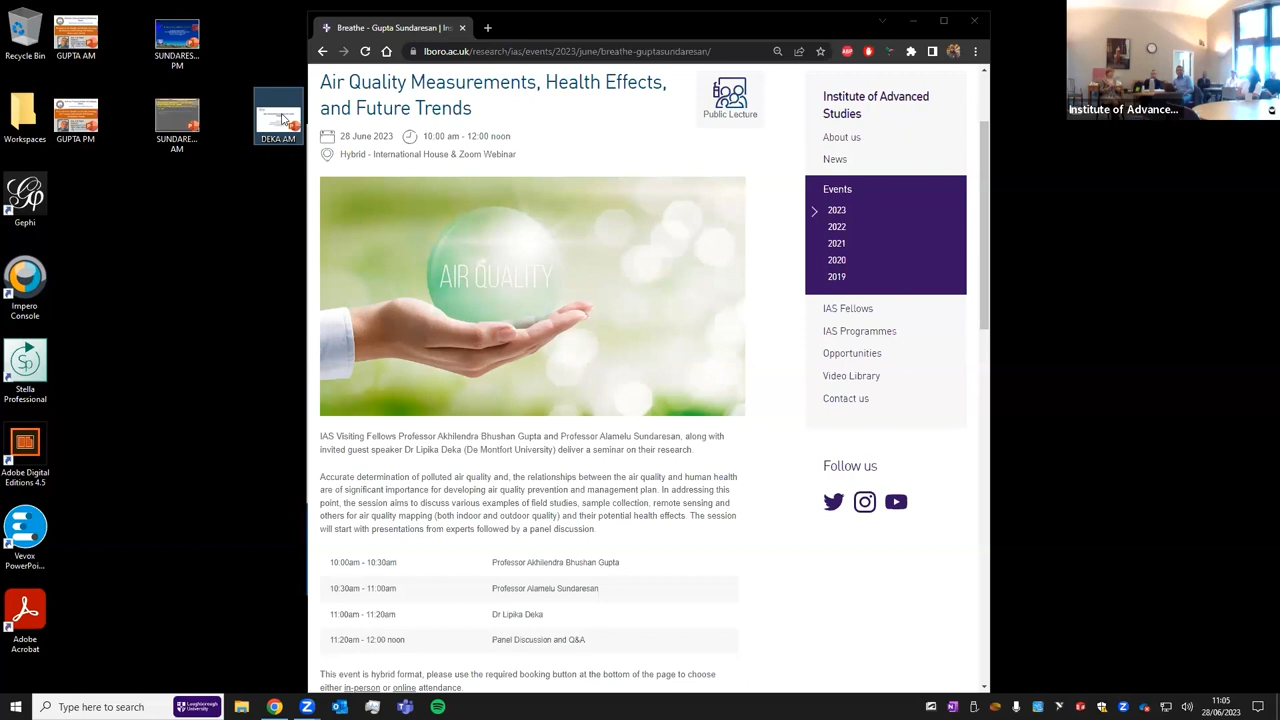 Recycle Bin
GUPTA AM
SUNDARES...
PM
Workspaces
GUPTA PM
SUNDARE...
AM
DEKA AM
Gephi
Impero
Console
Stella
Professional
Adobe Digital
Editions 4.5
Vevox
PowerPoi...
Adobe
Acrobat
Breathe - Gupta Sundaresan | Ins
lboro.ac.uk/research/ias/events/2023/june/breathe-guptasundaresan/
Air Quality Measurements, Health Effects,
and Future Trends
Public Lecture
28 June 2023 10:00 am - 12:00 noon
Hybrid - International House & Zoom Webinar
AIR QUALITY
IAS Visiting Fellows Professor Akhilendra Bhushan Gupta and Professor Alamelu Sundaresan, along with
invited guest speaker Dr Lipika Deka (De Montfort University) deliver a seminar on their research.
Accurate determination of polluted air quality and, the relationships between the air quality and human health
are of significant importance for developing air quality prevention and management plan. In addressing this
point, the session aims to discuss various examples of field studies, sample collection, remote sensing and
others for air quality mapping (both indoor and outdoor quality) and their potential health effects. The session
will start with presentations from experts followed by a panel discussion.
10:00am - 10:30am Professor Akhilendra Bhushan Gupta
10:30am - 11:00am Professor Alamelu Sundaresan
11:00am - 11:20am Dr Lipika Deka
11:20am - 12:00 noon Panel Discussion and Q&A
This event is hybrid format, please use the required booking button at the bottom of the page to choose
either in-person or online attendance.
Institute of Advanced
Studies
About us
News
Events
2023
2022
2021
2020
2019
IAS Fellows
IAS Programmes
Opportunities
Video Library
Contact us
Follow us
Institute of Advance...
Type here to search
Loughborough
University
11:05
28/06/2023